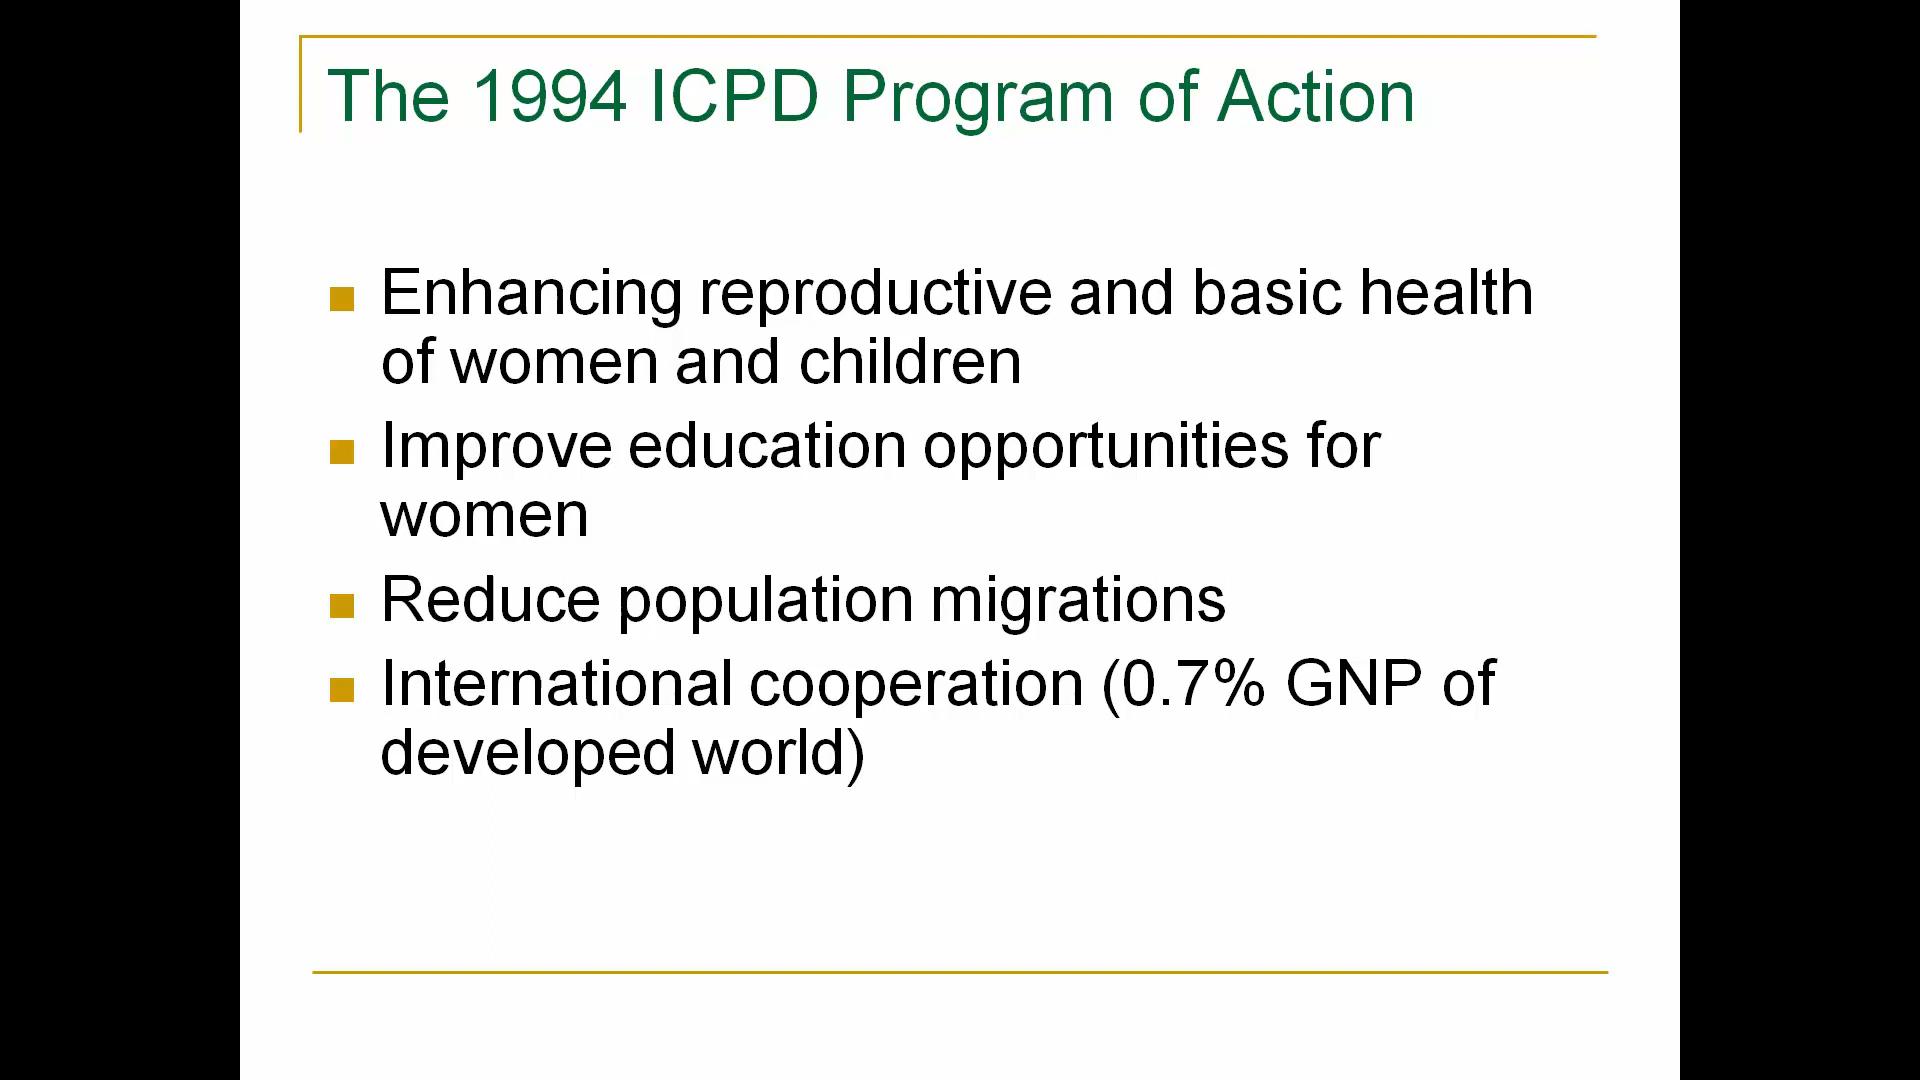 The 1994 ICPD Program of Action
Enhancing reproductive and basic health
of women and children
Improve education opportunities for
women
Reduce population migrations
International cooperation (0.7% GNP of
developed world)